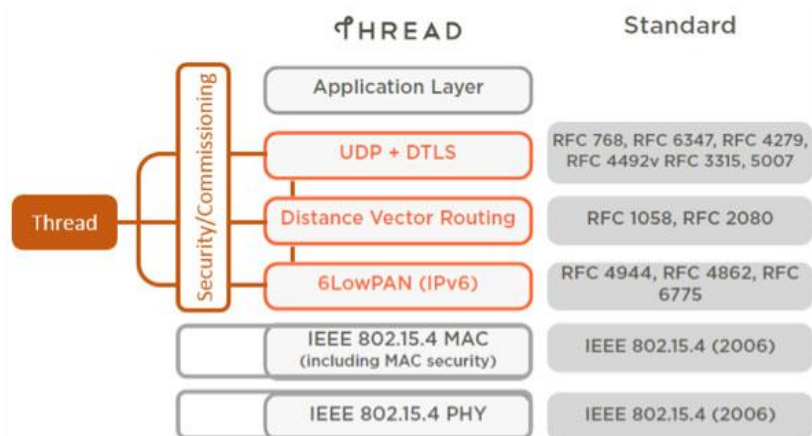 THREAD
Standard
Security/Commissioning
Application Layer
UDP + DTLS
RFC 768, RFC 6347, RFC 4279,
RFC 4492v RFC 3315, 5007
Thread
Distance Vector Routing
RFC 1058, RFC 2080
6LowPAN (IPv6)
RFC 4944, RFC 4862, RFC
6775
IEEE 802.15.4 MAC
(including MAC security)
IEEE 802.15.4 (2006)
IEEE 802.15.4 PHY
IEEE 802.15.4 (2006)